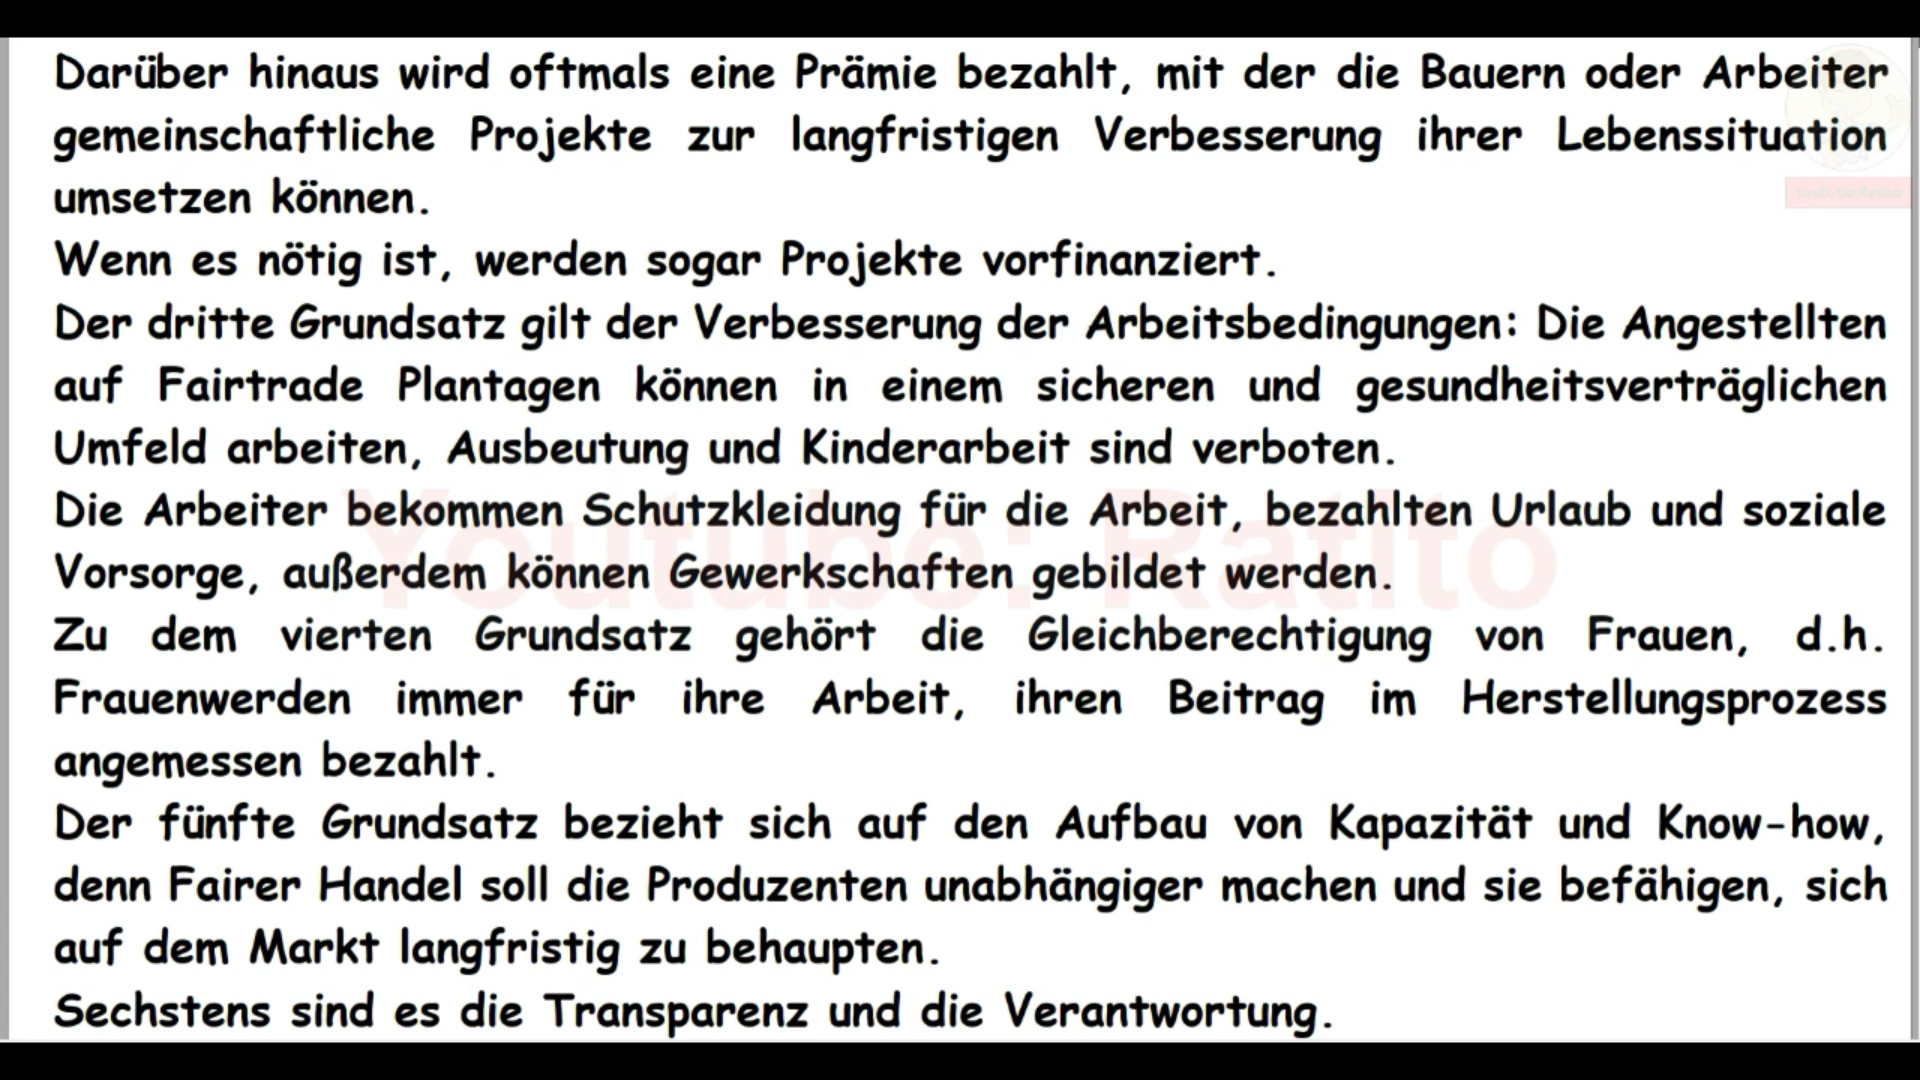 Darüber hinaus wird oftmals eine Prämie bezahlt, mit der die Bauern oder Arbeiter
gemeinschaftliche Projekte zur langfristigen Verbesserung ihrer Lebenssituation
umsetzen können.
Youtube:Ratito
Wenn es nötig ist, werden sogar Projekte vorfinanziert.
Der dritte Grundsatz gilt der Verbesserung der Arbeitsbedingungen: Die Angestellten
auf Fairtrade Plantagen können in einem sicheren und gesundheitsverträglichen
Umfeld arbeiten, Ausbeutung und Kinderarbeit sind verboten.
Die Arbeiter bekommen Schutzkleidung für die Arbeit, bezahlten Urlaub und soziale
Youtube: Ratito
Vorsorge, außerdem können Gewerkschaften gebildet werden.
Zu dem vierten Grundsatz gehört die Gleichberechtigung von Frauen, d.h.
Frauenwerden immer für ihre Arbeit, ihren Beitrag im Herstellungsprozess
angemessen bezahlt.
Der fünfte Grundsatz bezieht sich auf den Aufbau von Kapazität und Know-how,
denn Fairer Handel soll die Produzenten unabhängiger machen und sie befähigen, sich
auf dem Markt langfristig zu behaupten.
Sechstens sind es die Transparenz und die Verantwortung.